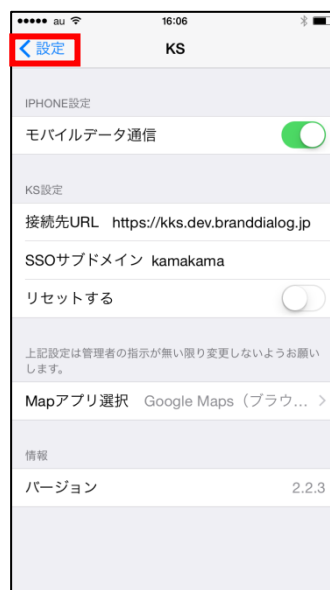 au 16:06
設定 KS
IPHONE設定
モバイルデータ通信
KS設定
接続先URL https://kks.dev.branddialog.jp
SSOサブドメイン kamakama
リセットする
上記設定は管理者の指示が無い限り変更しないようお願い
します。
Mapアプリ選択 Google Maps（ブラウ…
情報
バージョン 2.2.3